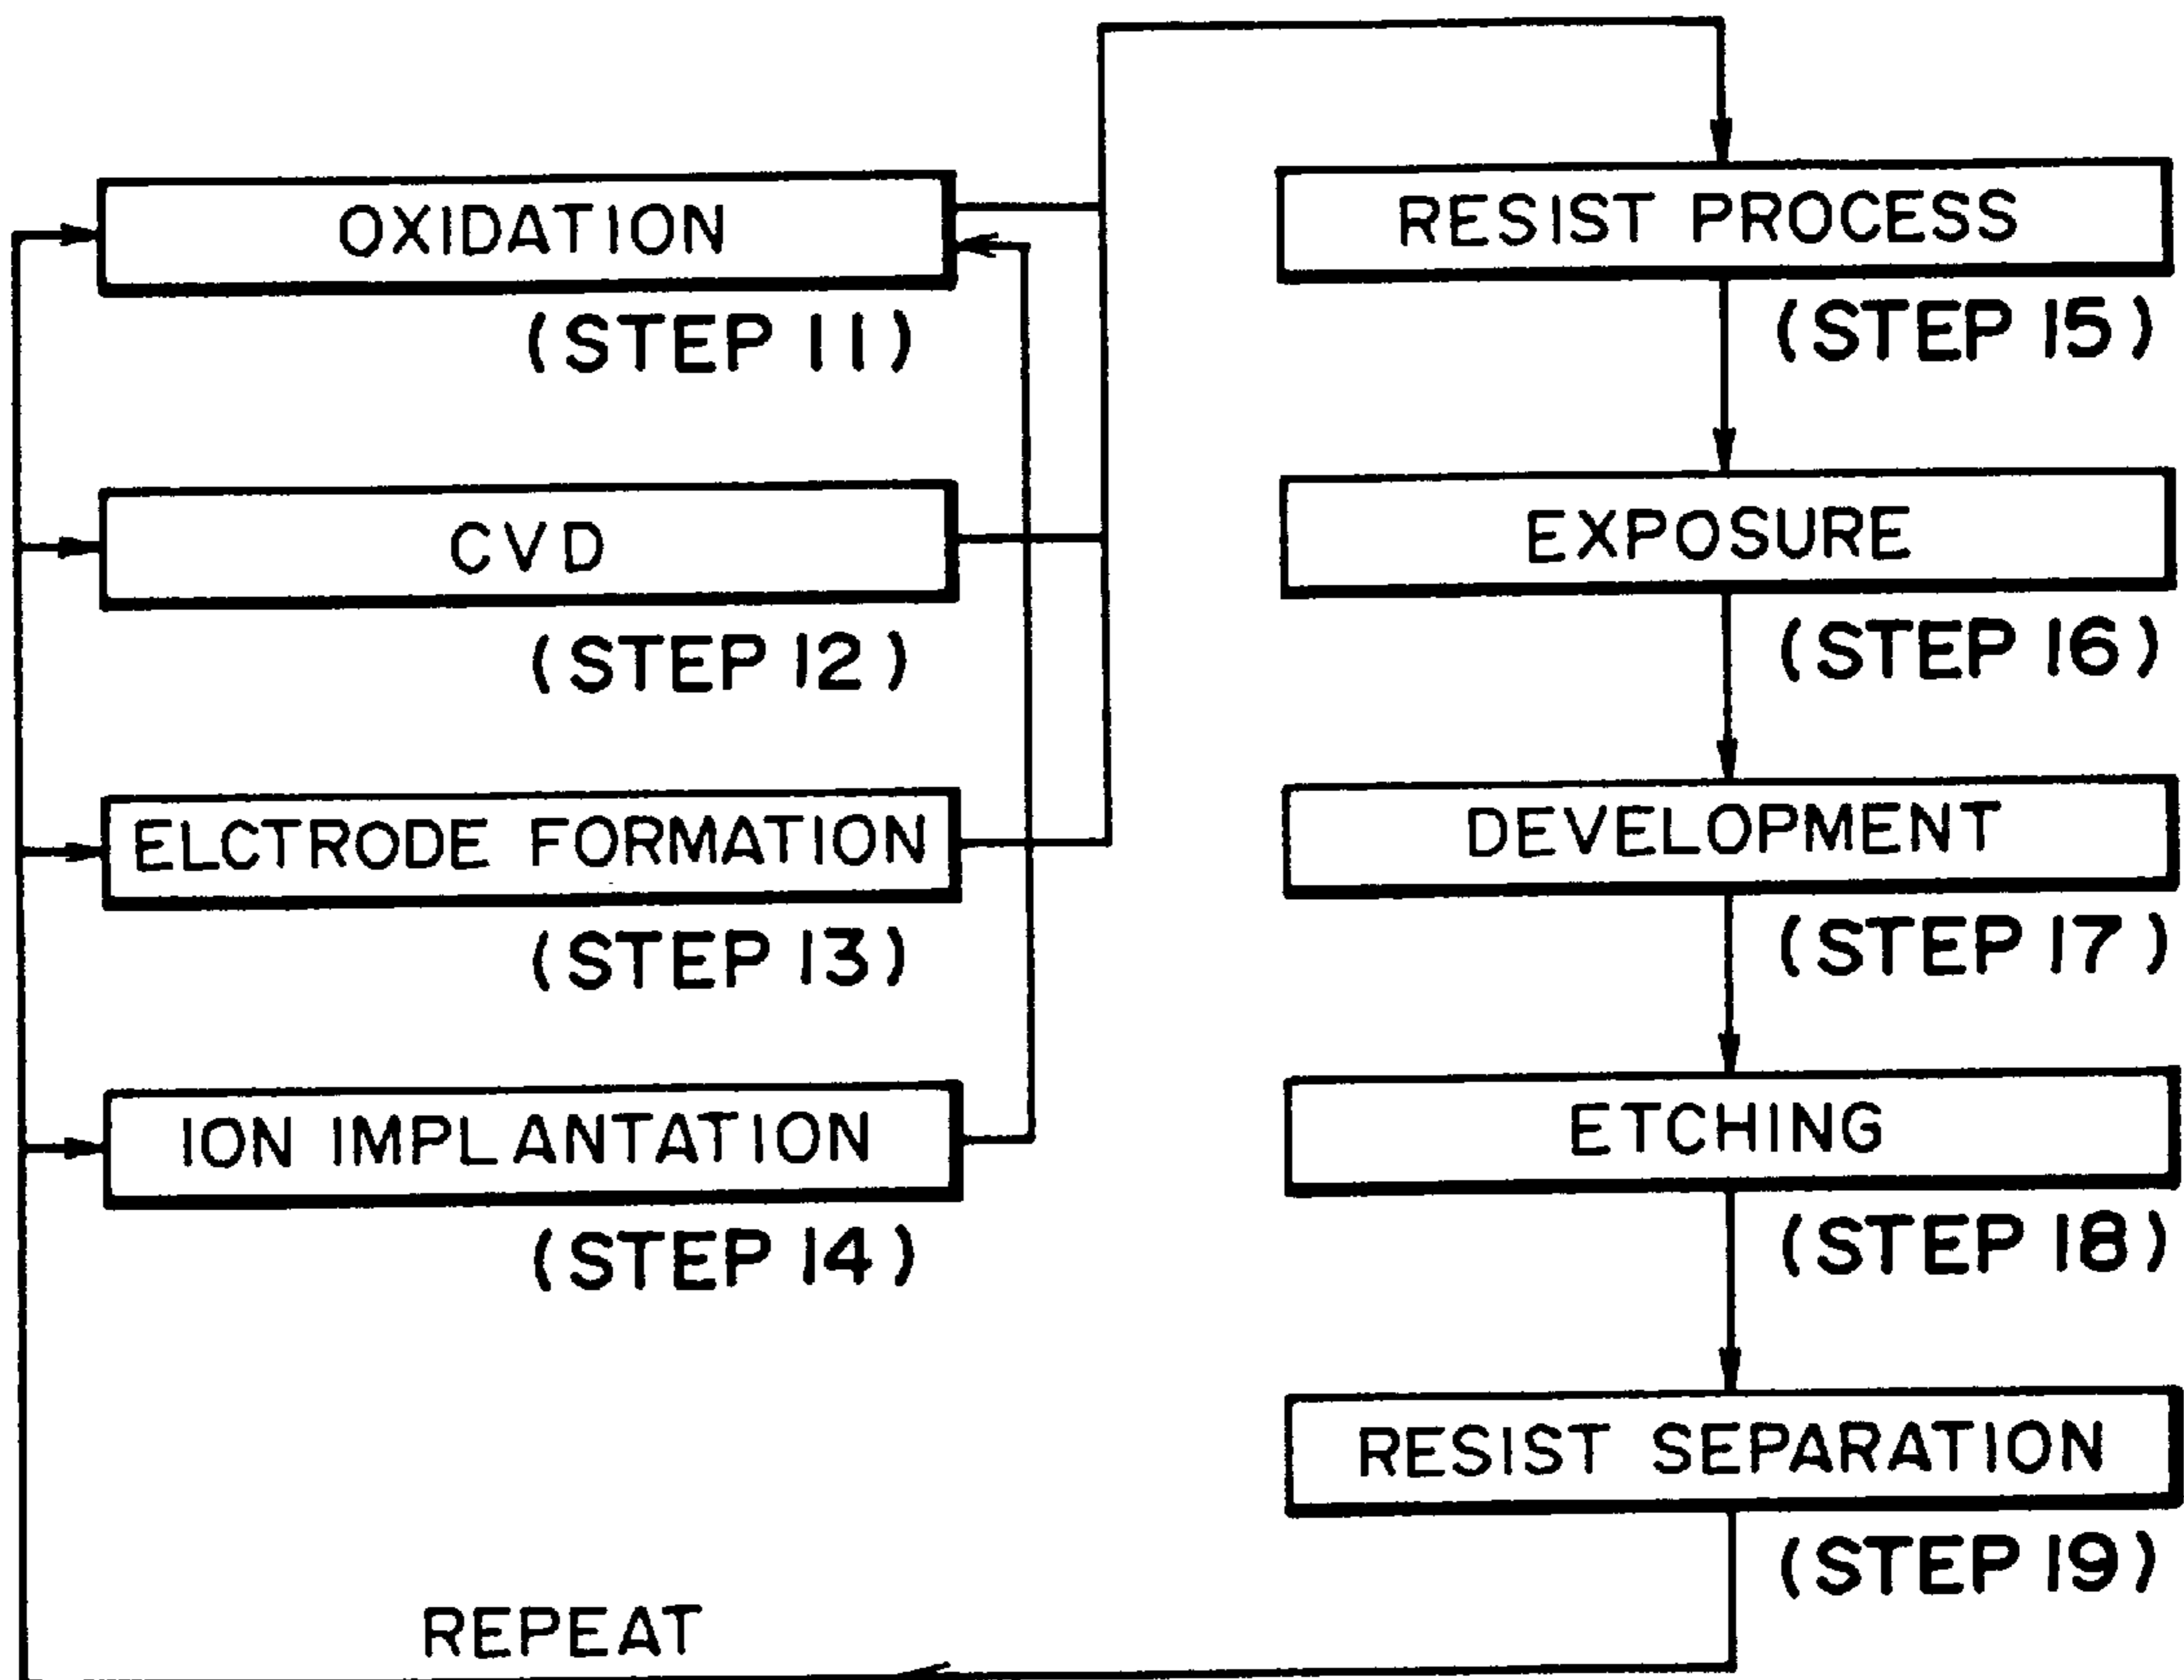 OXIDATION
(STEP 11)
CVD
(STEP 12)
ELCTRODE FORMATION
(STEP 13)
ION IMPLANTATION
(STEP 14)
RESIST PROCESS
(STEP 15)
EXPOSURE
(STEP 16)
DEVELOPMENT
(STEP 17)
ETCHING
(STEP 18)
RESIST SEPARATION
(STEP 19)
REPEAT